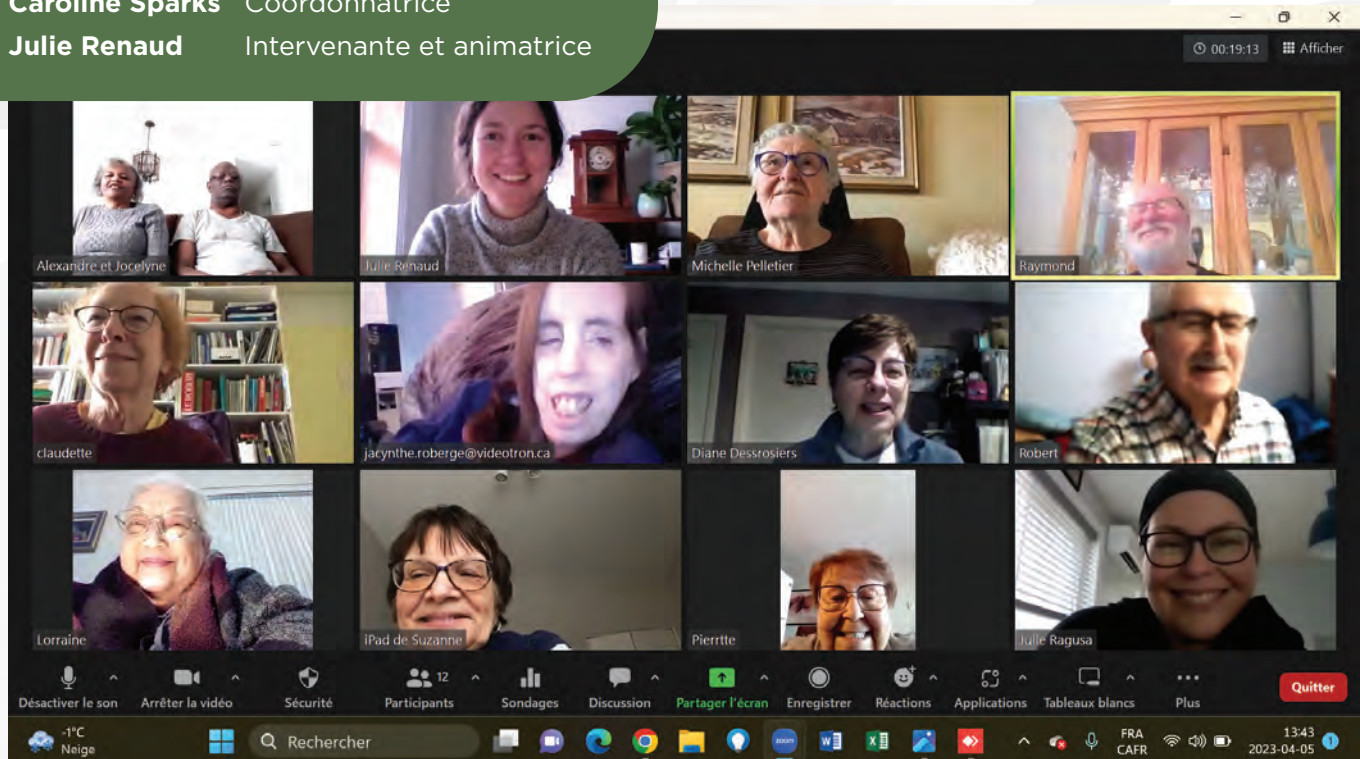 Caroline Sparks Coordonnatrice
Julie Renaud Intervenante et animatrice
00:19:13 Afficher
Alexandre et Jocelyne
Julie Renaud
Michelle Pelletier
Raymond
claudette
jacynthe.roberge@videotron.ca
Diane Dessrosiers
Robert
Lorraine
iPad de Suzanne
Pierrtte
Julie Ragusa
Désactiver le son Arrêter la vidéo Sécurité Participants 12 Sondages Discussion Partager l'écran Enregistrer Réactions Applications Tableaux blancs Plus Quitter
-1°C
Neige
Rechercher
zoom
FRA
CAFR
13:43
2023-04-05
1